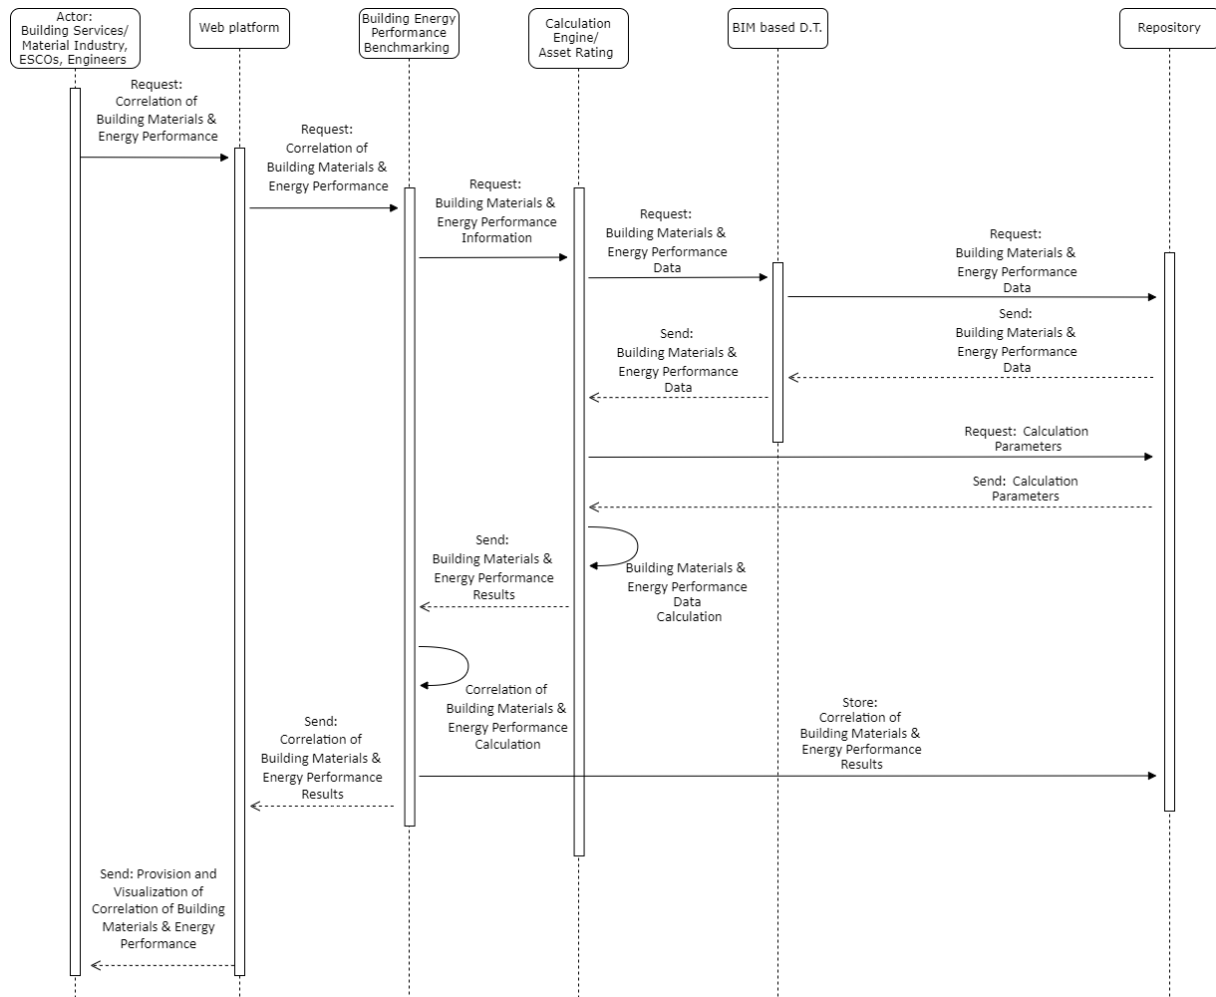 Actor:
Building Services/
Material Industry,
ESCOs, Engineers
Web platform
Building Energy
Performance
Benchmarking
Calculation
Engine/
Asset Rating
BIM based D.T.
Repository
Request:
Correlation of
Building Materials &
Energy Performance
Request:
Correlation of
Building Materials &
Energy Performance
Request:
Building Materials &
Energy Performance
Information
Request:
Building Materials &
Energy Performance
Data
Request:
Building Materials &
Energy Performance
Data
Send:
Building Materials &
Energy Performance
Data
Send:
Building Materials &
Energy Performance
Data
Request: Calculation
Parameters
Send: Calculation
Parameters
Building Materials &
Energy Performance
Data
Calculation
Send:
Building Materials &
Energy Performance
Results
Correlation of
Building Materials &
Energy Performance
Calculation
Store:
Correlation of
Building Materials &
Energy Performance
Results
Send:
Correlation of
Building Materials &
Energy Performance
Results
Send: Provision and
Visualization of
Correlation of Building
Materials & Energy
Performance